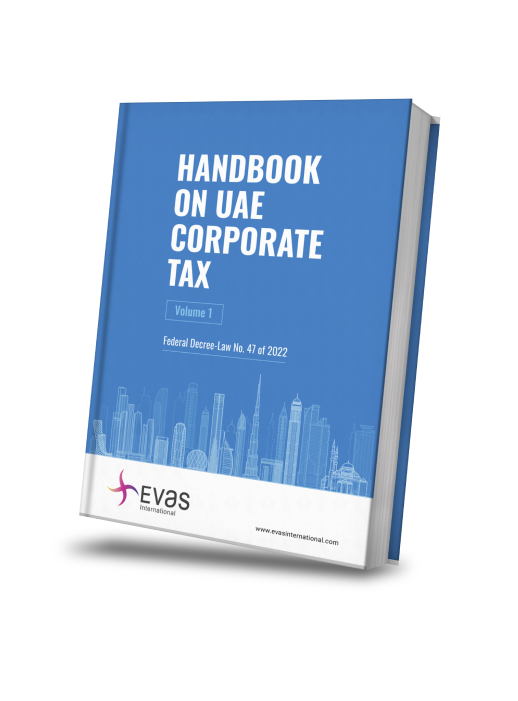 HANDBOOK
ON UAE
CORPORATE
TAX
Volume 1
Federal Decree-Law No. 47 of 2022
EVas
International
www.evasinternational.com